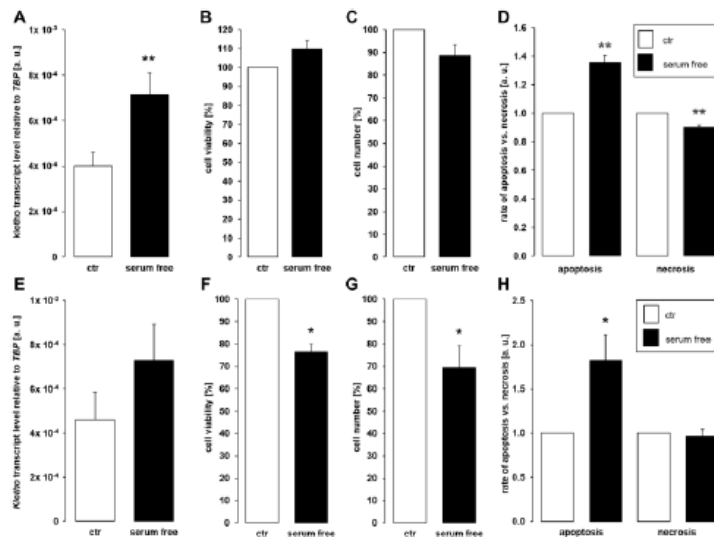 A
klotho transcript level relative to TBP [a. u.]
1x 10⁻³
8x 10⁻⁴
6x 10⁻⁴
4x 10⁻⁴
2x 10⁻⁴
0
**
ctr serum free
B
cell viability [%]
120
110
100
90
80
70
60
50
40
30
20
10
0
ctr serum free
C
cell number [%]
100
90
80
70
60
50
40
30
20
10
0
ctr serum free
D
rate of apoptosis vs. necrosis [a. u.]
1.6
1.4
1.2
1.0
0.8
0.6
0.4
0.2
0.0
**
**
ctr
serum free
apoptosis necrosis
E
Klotho transcript level relative to TBP [a. u.]
8x 10⁻⁴
6x 10⁻⁴
4x 10⁻⁴
2x 10⁻⁴
0
ctr serum free
F
cell viability [%]
100
90
80
70
60
50
40
30
20
10
0
*
ctr serum free
G
cell number [%]
100
90
80
70
60
50
40
30
20
10
0
*
ctr serum free
H
rate of apoptosis vs. necrosis [a. u.]
2.5
2.0
1.5
1.0
0.5
0.0
*
ctr
serum free
apoptosis necrosis